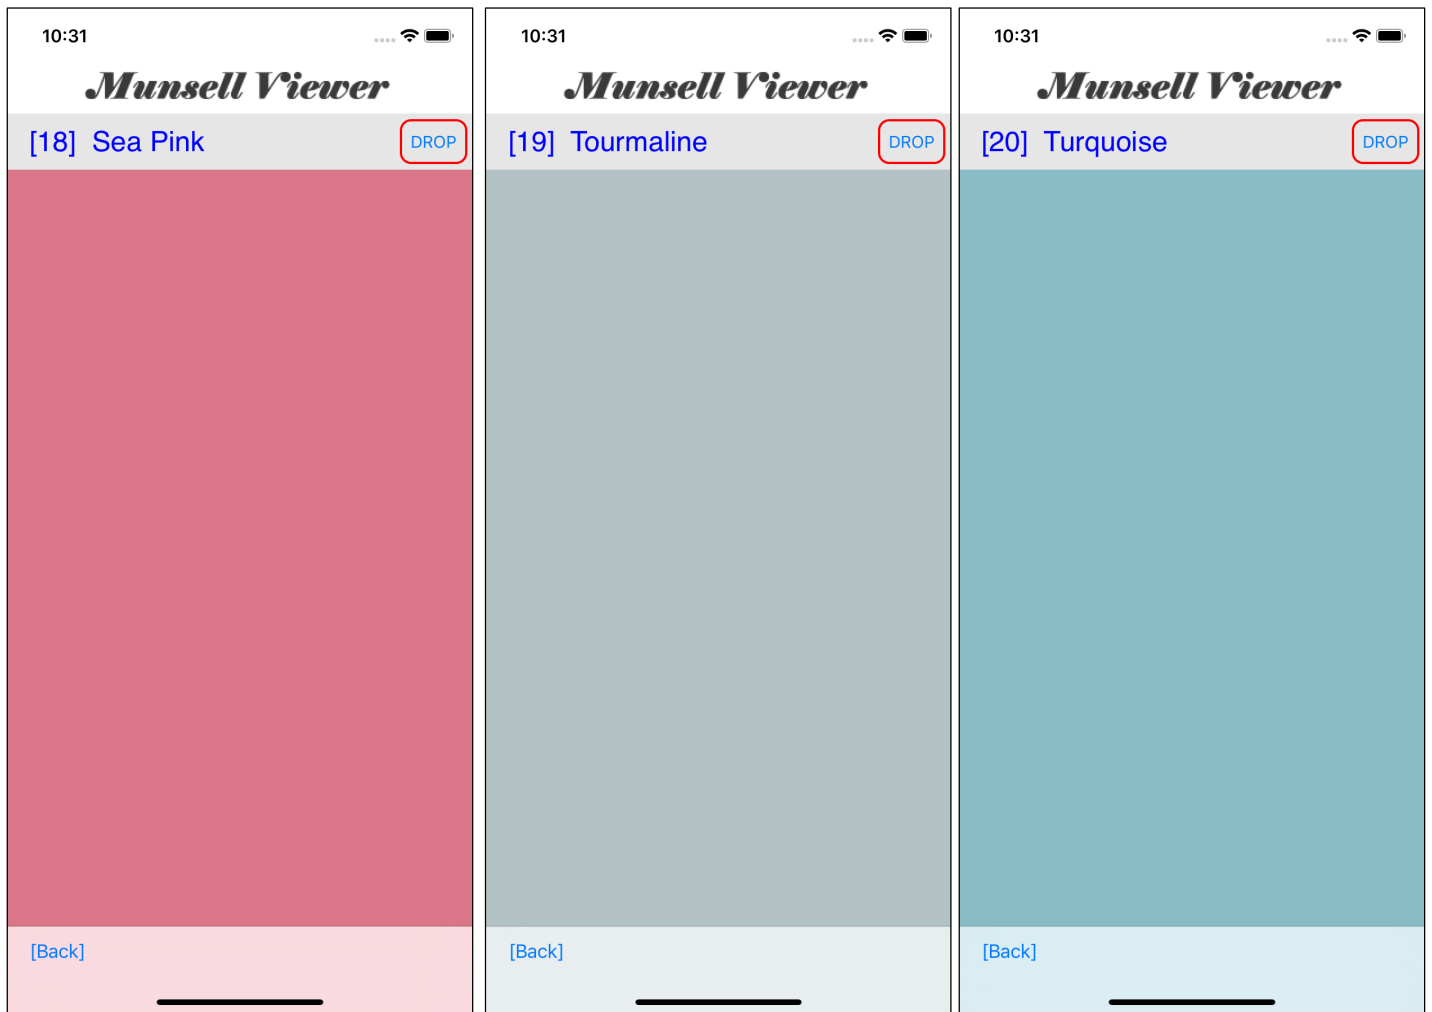 10:31
Munsell Viewer
[18] Sea Pink
DROP
[Back]
10:31
Munsell Viewer
[19] Tourmaline
DROP
[Back]
10:31
Munsell Viewer
[20] Turquoise
DROP
[Back]